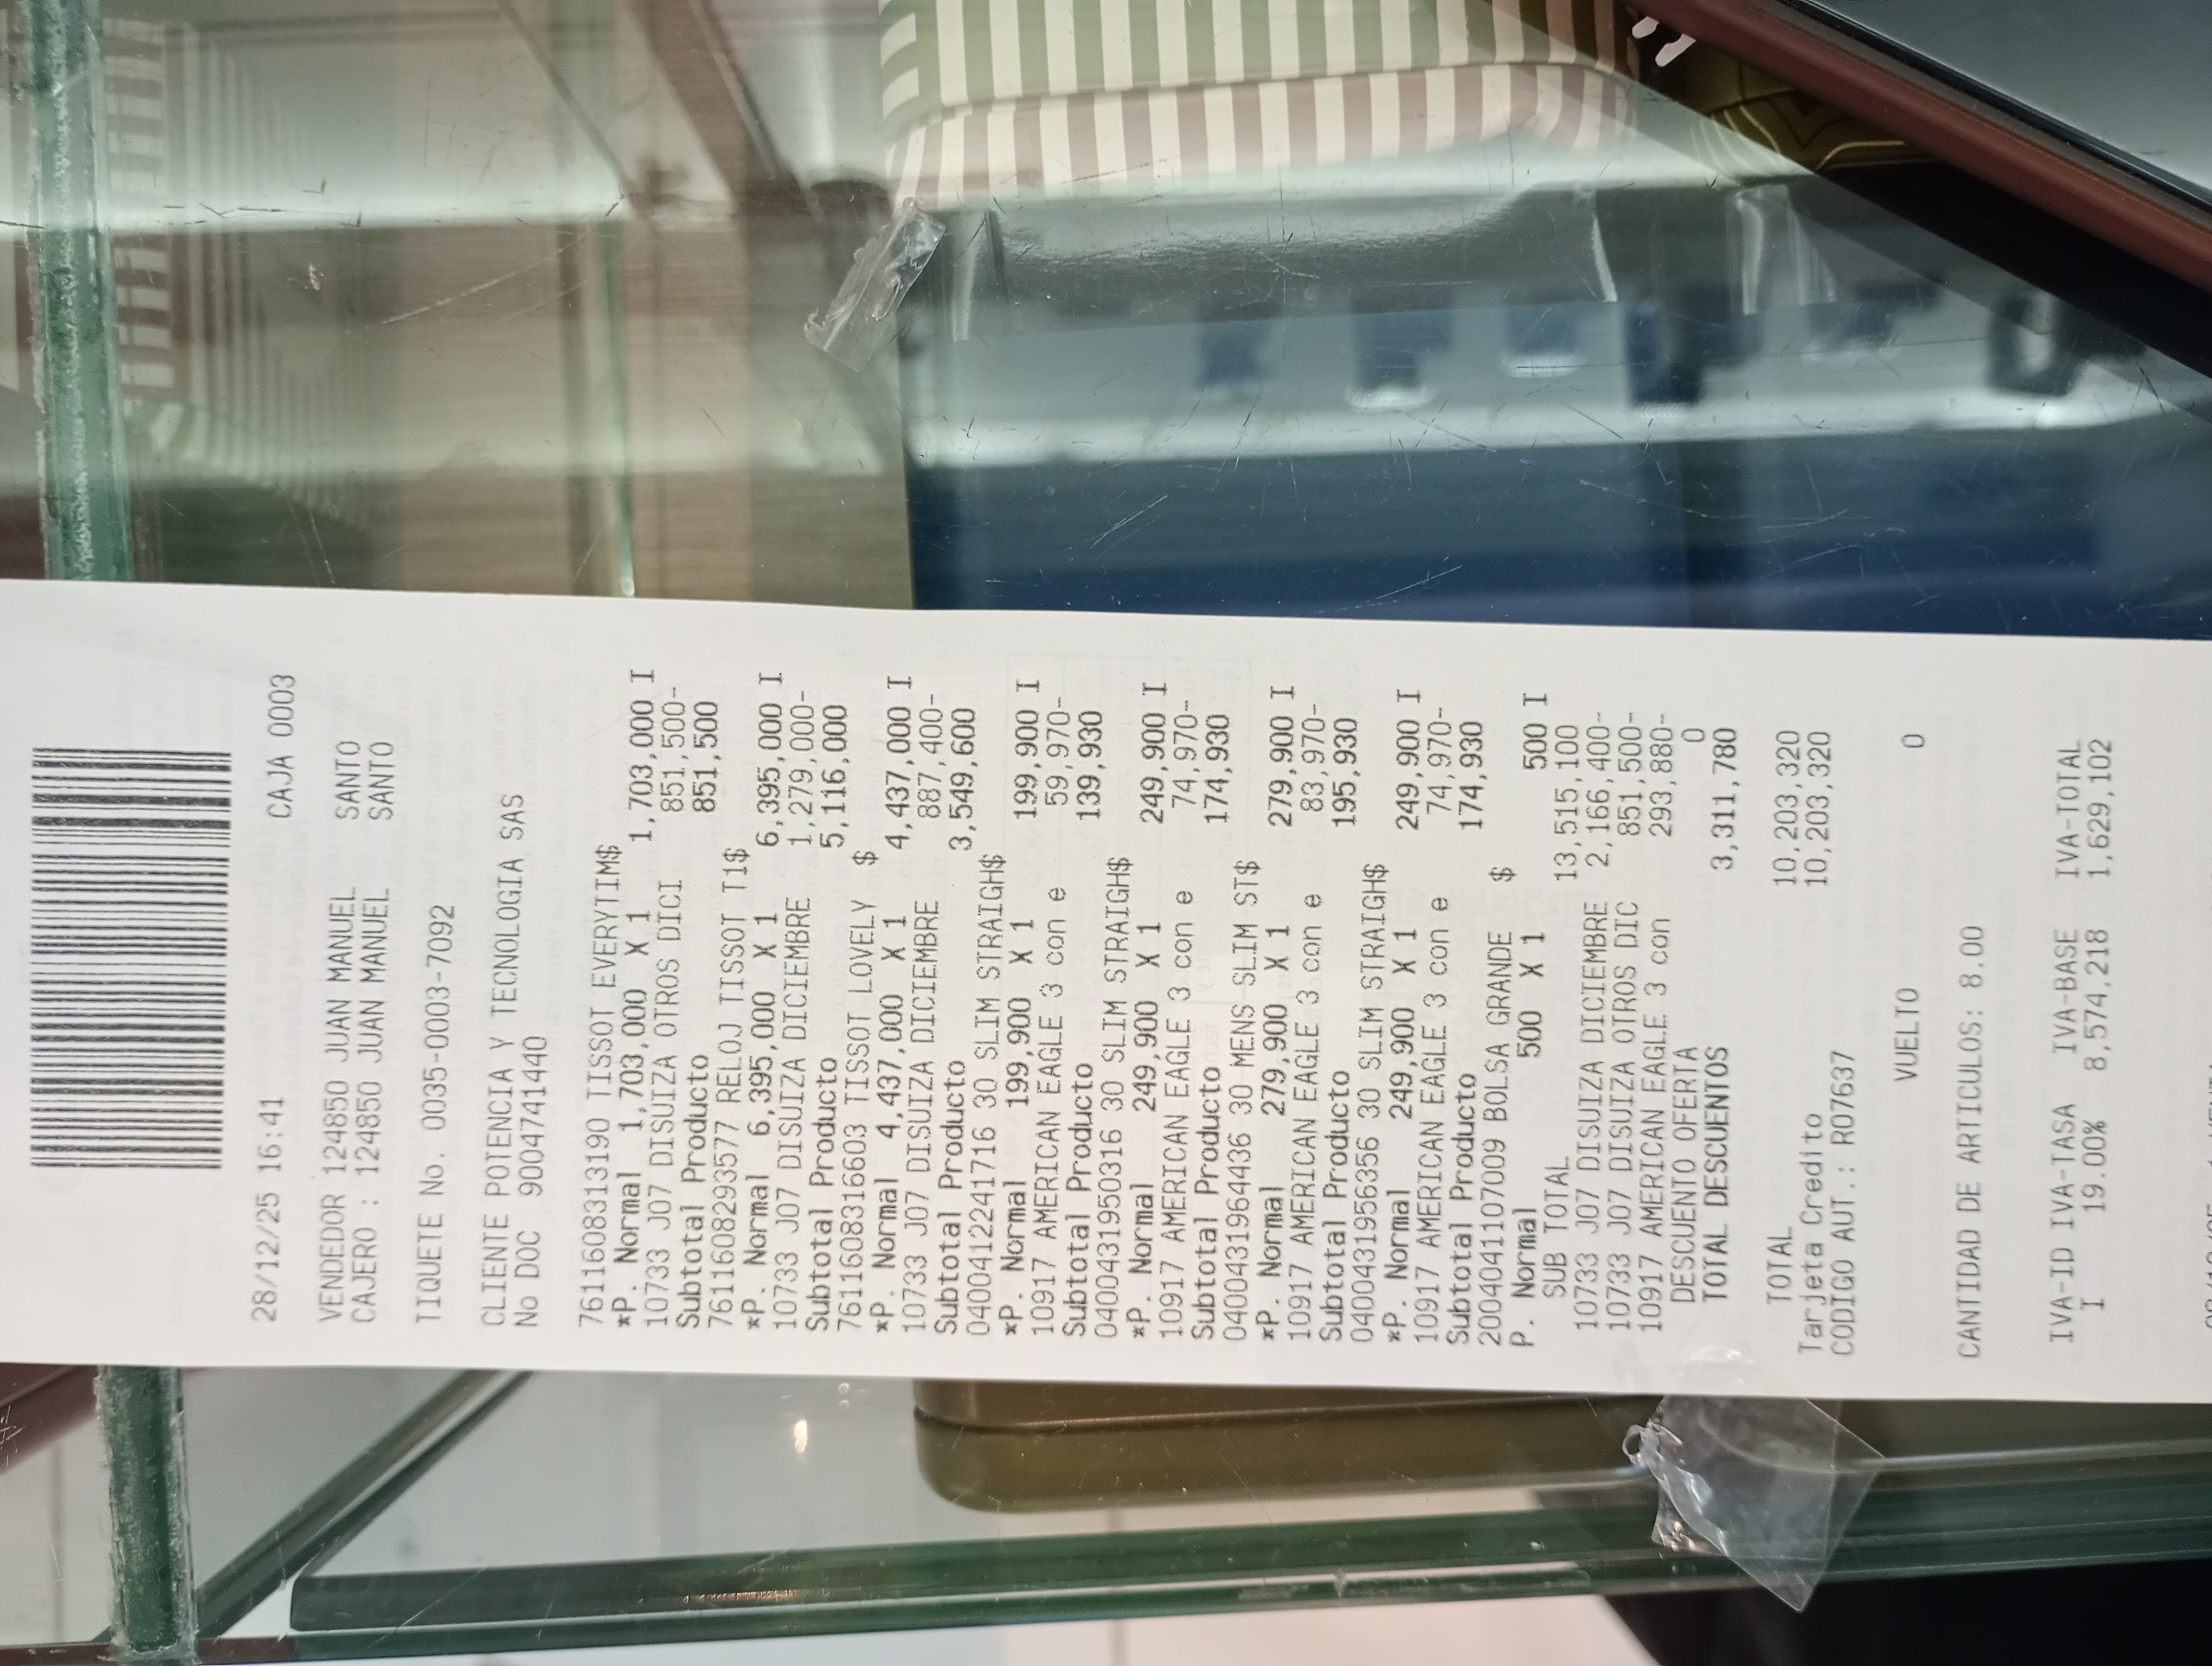 28/12/25 16:41 CAJA 0003
VENDEDOR 124850 JUAN MANUEL SANTO
CAJERO : 124850 JUAN MANUEL SANTO
TIQUETE No. 0035-0003-7092
CLIENTE POTENCIA Y TECNOLOGIA SAS
No DOC 9004741440
7611608313190 TISSOT EVERYTIM$
*P. Normal 1,703,000 X 1 1,703,000 I
10733 J07 DISUIZA OTROS DICI 851,500-
Subtotal Producto 851,500
7611608293577 RELOJ TISSOT T1$
*P. Normal 6,395,000 X 1 6,395,000 I
10733 J07 DISUIZA DICIEMBRE 1,279,000-
Subtotal Producto 5,116,000
7611608316603 TISSOT LOVELY $
*P. Normal 4,437,000 X 1 4,437,000 I
10733 J07 DISUIZA DICIEMBRE 887,400-
Subtotal Producto 3,549,600
0400412241716 30 SLIM STRAIGH$
*P. Normal 199,900 X 1 199,900 I
10917 AMERICAN EAGLE 3 con e 59,970-
Subtotal Producto 139,930
0400431950316 30 SLIM STRAIGH$
*P. Normal 249,900 X 1 249,900 I
10917 AMERICAN EAGLE 3 con e 74,970-
Subtotal Producto 174,930
0400431964436 30 MENS SLIM ST$
*P. Normal 279,900 X 1 279,900 I
10917 AMERICAN EAGLE 3 con e 83,970-
Subtotal Producto 195,930
0400431956356 30 SLIM STRAIGH$
*P. Normal 249,900 X 1 249,900 I
10917 AMERICAN EAGLE 3 con e 74,970-
Subtotal Producto 174,930
2004041107009 BOLSA GRANDE $
P. Normal 500 X 1 500 I
SUB TOTAL 13,515,100
10733 J07 DISUIZA DICIEMBRE 2,166,400-
10733 J07 DISUIZA OTROS DIC 851,500-
10917 AMERICAN EAGLE 3 con 293,880-
DESCUENTO OFERTA 0
TOTAL DESCUENTOS 3,311,780
TOTAL 10,203,320
Tarjeta Credito 10,203,320
CODIGO AUT.: R07637
VUELTO 0
CANTIDAD DE ARTICULOS: 8.00
IVA-ID IVA-TASA IVA-BASE IVA-TOTAL
I 19.00% 8,574,218 1,629,102